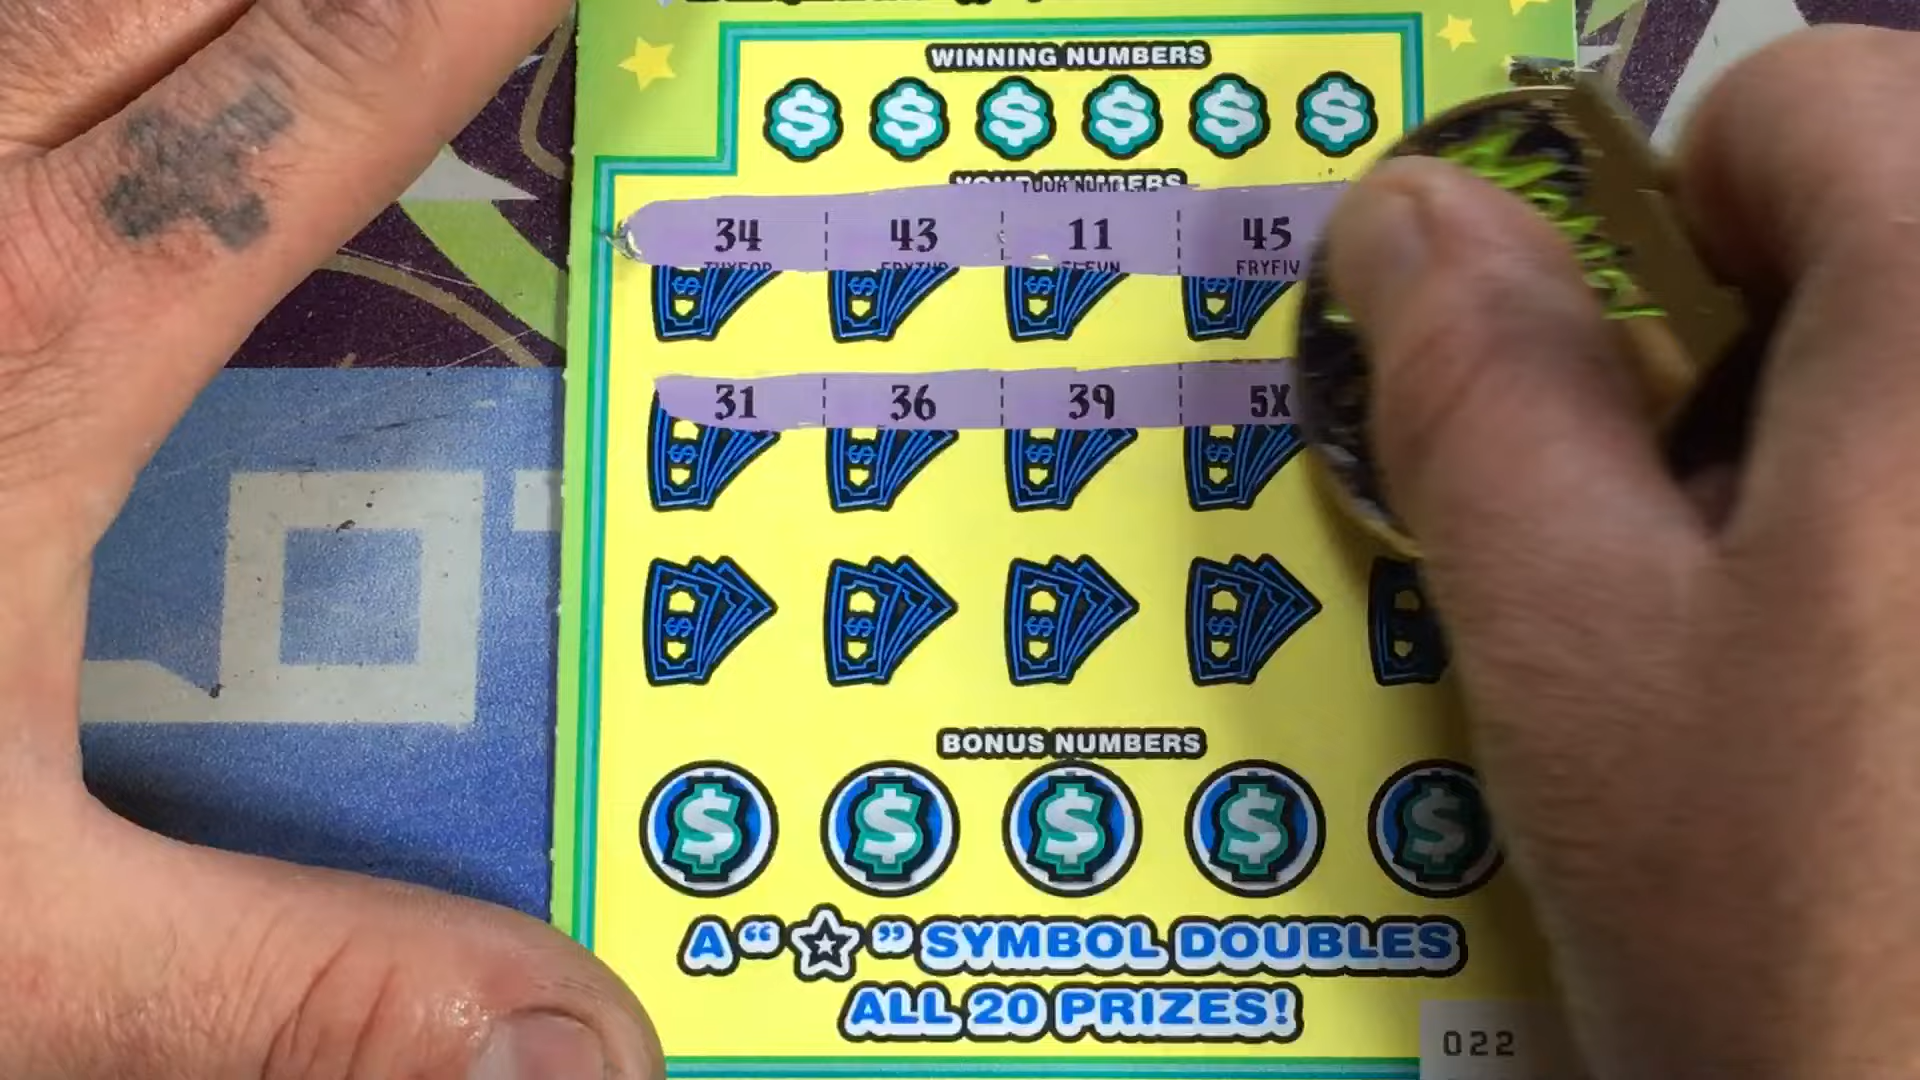 WINNING NUMBERS
YOUR NUMBERS
34 43 11 45
FRYFIV
31 36 39 5X
BONUS NUMBERS
A “☆” SYMBOL DOUBLES
ALL 20 PRIZES!
022